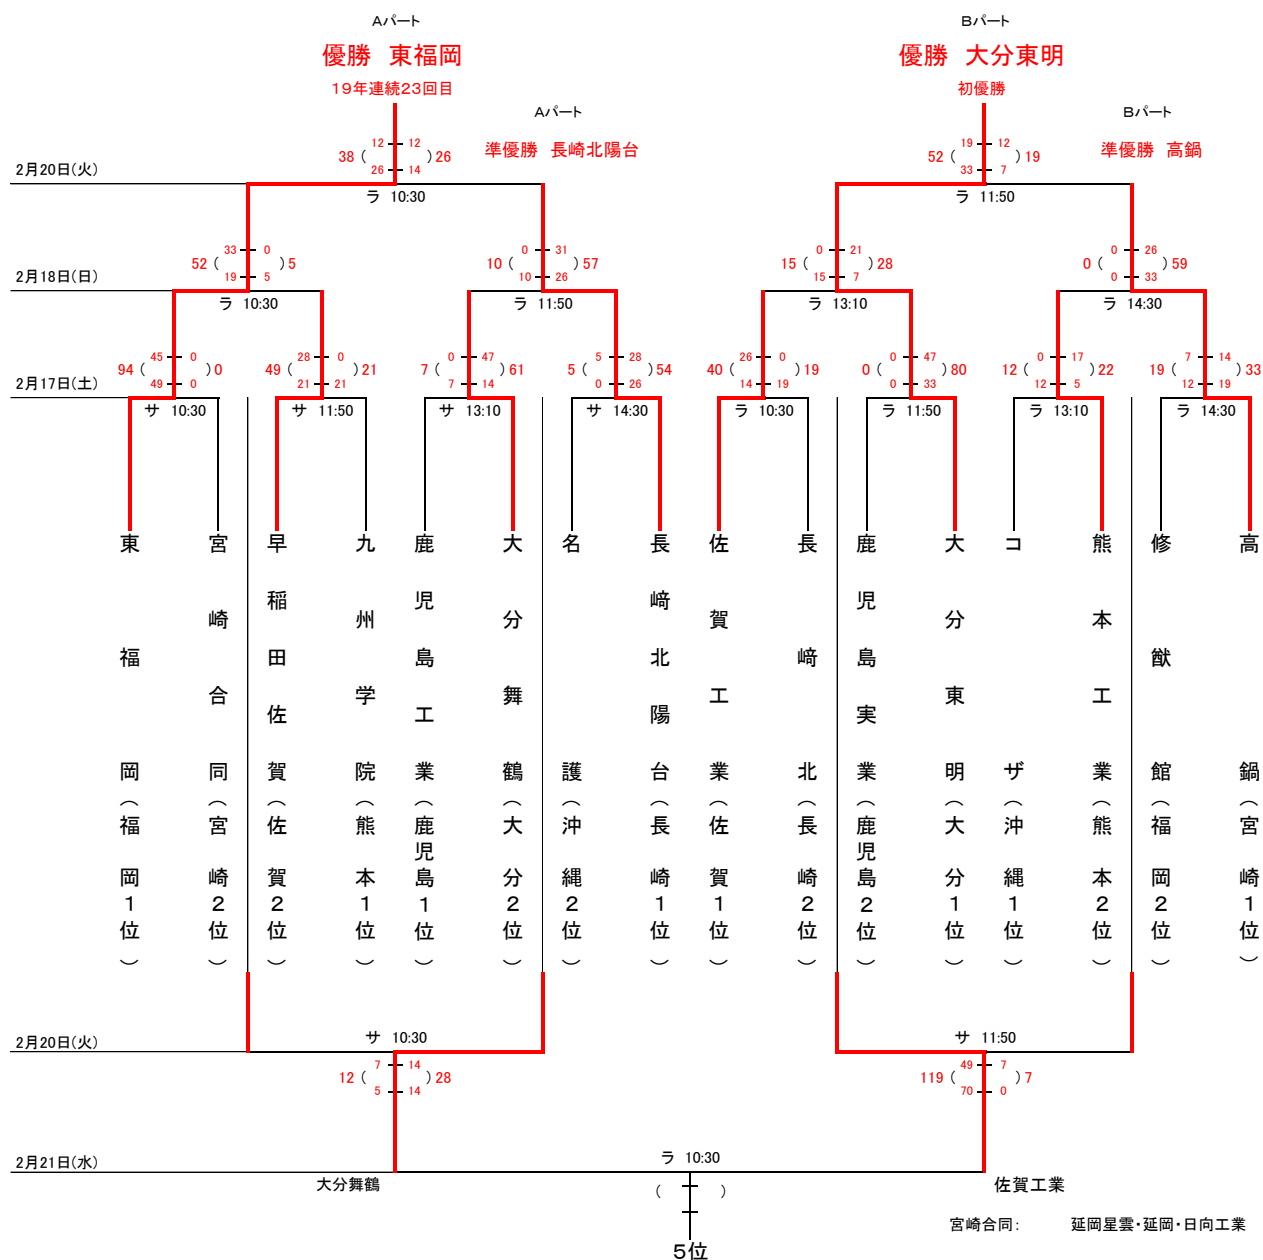 Aパート
Bパート
優勝　東福岡
優勝　大分東明
19年連続23回目
初優勝
Aパート
Bパート
準優勝　長崎北陽台
準優勝　高鍋
2月20日(火)
38 ( 12 12 26 14 ) 26
ラ 10:30
52 ( 19 12 33 7 ) 19
ラ 11:50
2月18日(日)
52 ( 33 0 19 5 ) 5
ラ 10:30
10 ( 0 31 10 26 ) 57
ラ 11:50
15 ( 0 21 15 7 ) 28
ラ 13:10
0 ( 0 26 0 33 ) 59
ラ 14:30
2月17日(土)
94 ( 45 0 49 0 ) 0
サ 10:30
49 ( 28 0 21 21 ) 21
サ 11:50
7 ( 0 47 7 14 ) 61
サ 13:10
5 ( 5 28 0 26 ) 54
サ 14:30
40 ( 26 0 14 19 ) 19
ラ 10:30
0 ( 0 47 0 33 ) 80
ラ 11:50
12 ( 0 17 12 5 ) 22
ラ 13:10
19 ( 7 14 12 19 ) 33
ラ 14:30
東福岡（福岡1位）
宮崎合同（宮崎2位）
早稲田佐賀（佐賀2位）
九州学院（熊本1位）
鹿児島工業（鹿児島1位）
大分舞鶴（大分2位）
名護（沖縄2位）
長崎北陽台（長崎1位）
佐賀工業（佐賀1位）
長崎北（長崎2位）
鹿児島実業（鹿児島2位）
大分東明（大分1位）
コザ（沖縄1位）
熊本工業（熊本2位）
修猷館（福岡2位）
高鍋（宮崎1位）
2月20日(火)
サ 10:30
12 ( 7 14 5 14 ) 28
サ 11:50
119 ( 49 7 70 0 ) 7
2月21日(水)
ラ 10:30
大分舞鶴
( )
佐賀工業
5位
宮崎合同：　延岡星雲・延岡・日向工業